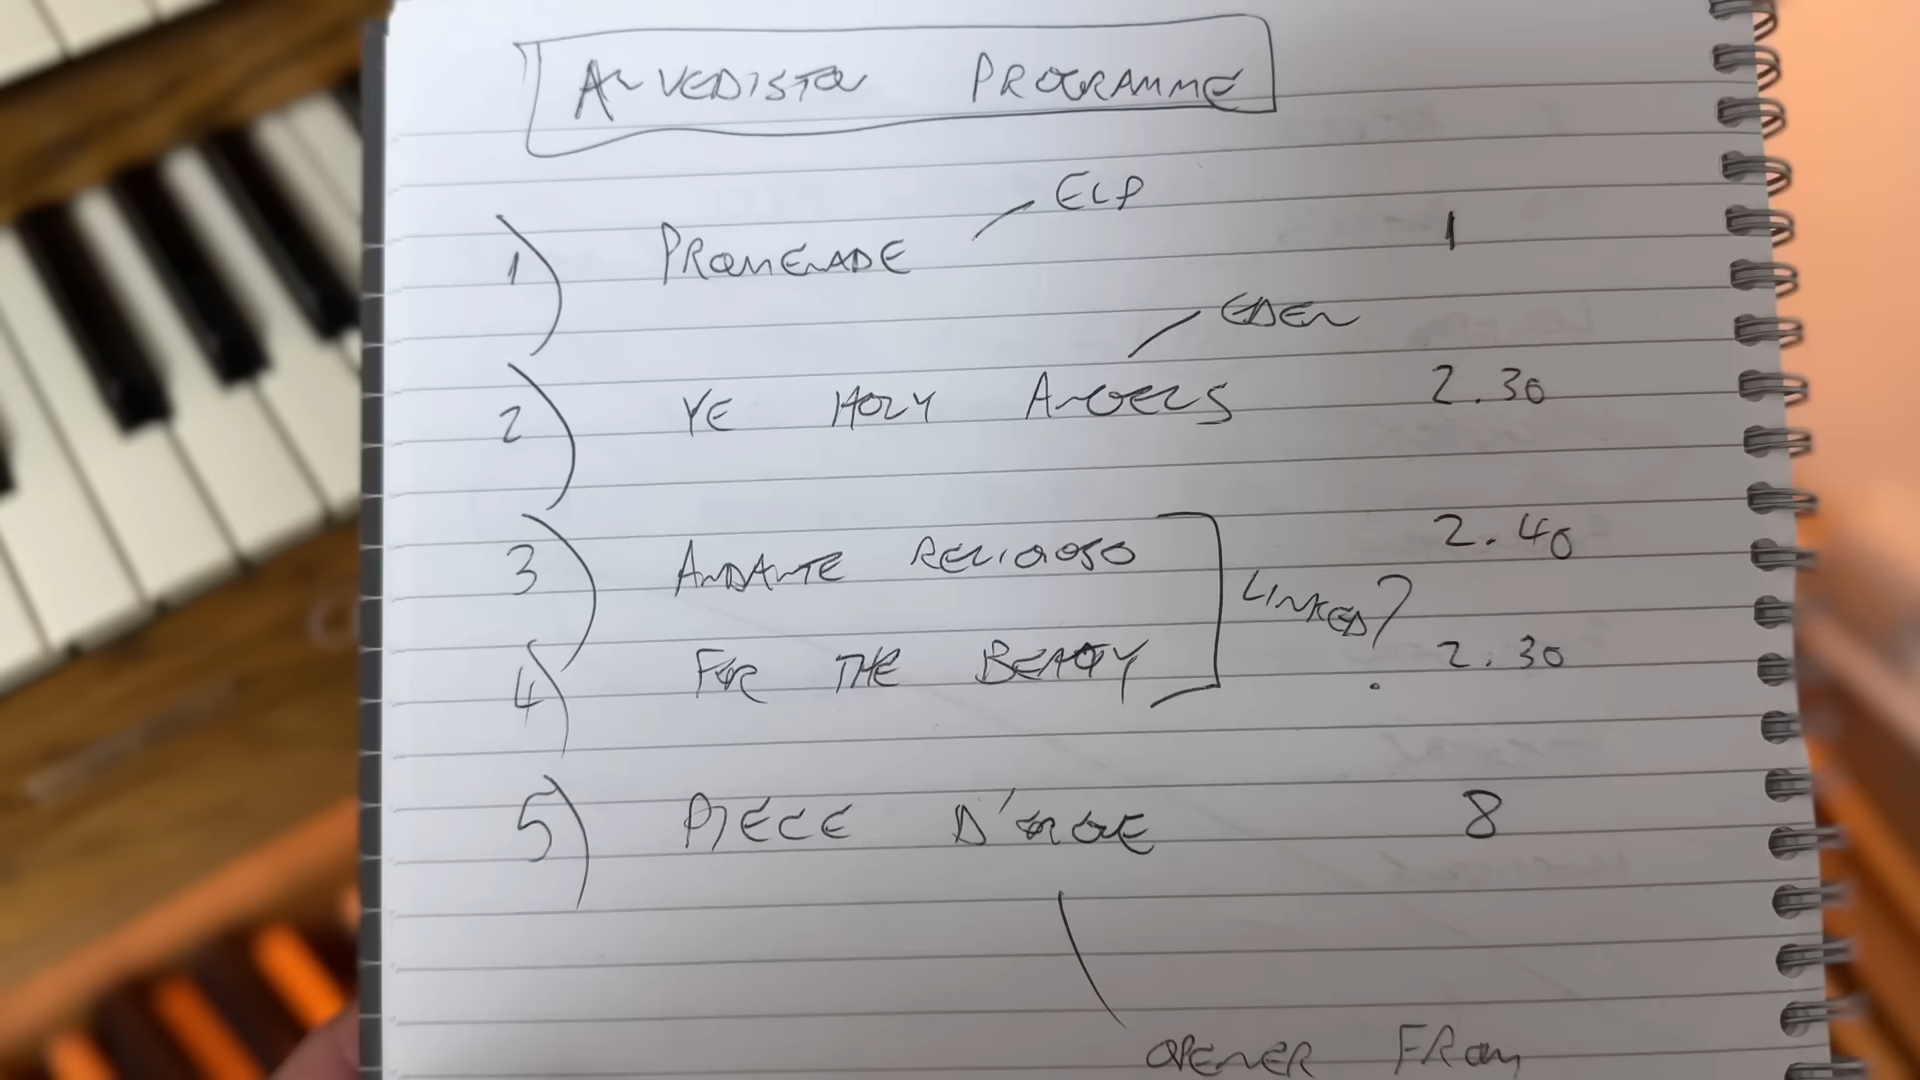 ALVEDISTON PROGRAMME
ELP
1) PROMENADE 1
EDEN
2) YE HOLY ANGELS 2.30
3) ANDANTE RELIGIOSO 2.40
LINKED?
4) FOR THE BEAUTY 2.30
5) PIECE D'ORGUE 8
OPENER FROM